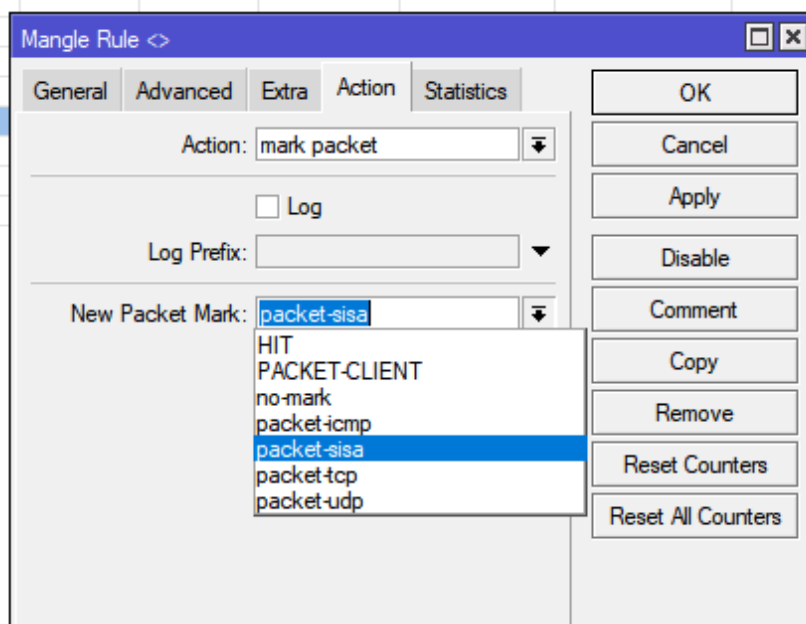 Mangle Rule <>
General Advanced Extra Action Statistics
Action: mark packet
Log
Log Prefix:
New Packet Mark: packet-sisa
HIT
PACKET-CLIENT
no-mark
packet-icmp
packet-sisa
packet-tcp
packet-udp
OK
Cancel
Apply
Disable
Comment
Copy
Remove
Reset Counters
Reset All Counters